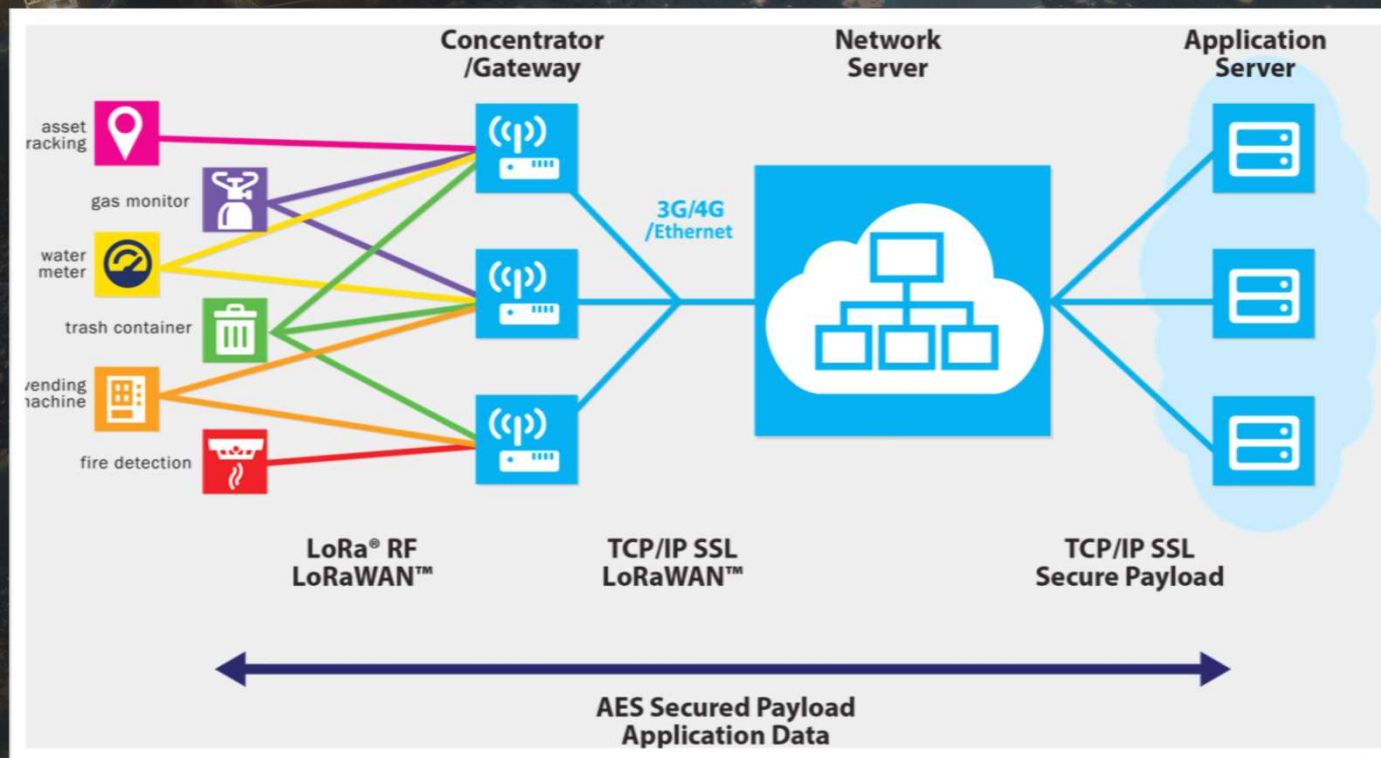 Concentrator
/Gateway
Network
Server
Application
Server
asset
racking
gas monitor
water
meter
trash container
vending
achine
fire detection
3G/4G
/Ethernet
LoRa® RF
LoRaWAN™
TCP/IP SSL
LoRaWAN™
TCP/IP SSL
Secure Payload
AES Secured Payload
Application Data